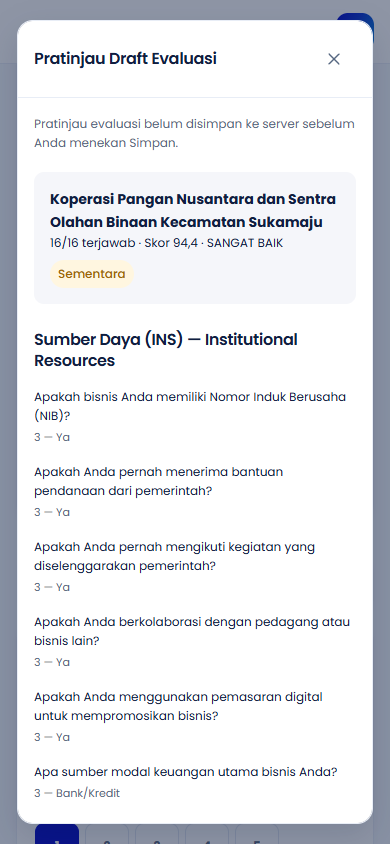 Pratinjau Draft Evaluasi
Pratinjau evaluasi belum disimpan ke server sebelum
Anda menekan Simpan.
Koperasi Pangan Nusantara dan Sentra
Olahan Binaan Kecamatan Sukamaju
16/16 terjawab · Skor 94,4 · SANGAT BAIK
Sementara
Sumber Daya (INS) — Institutional
Resources
Apakah bisnis Anda memiliki Nomor Induk Berusaha
(NIB)?
3 — Ya
Apakah Anda pernah menerima bantuan
pendanaan dari pemerintah?
3 — Ya
Apakah Anda pernah mengikuti kegiatan yang
diselenggarakan pemerintah?
3 — Ya
Apakah Anda berkolaborasi dengan pedagang atau
bisnis lain?
3 — Ya
Apakah Anda menggunakan pemasaran digital
untuk mempromosikan bisnis?
3 — Ya
Apa sumber modal keuangan utama bisnis Anda?
3 — Bank/Kredit